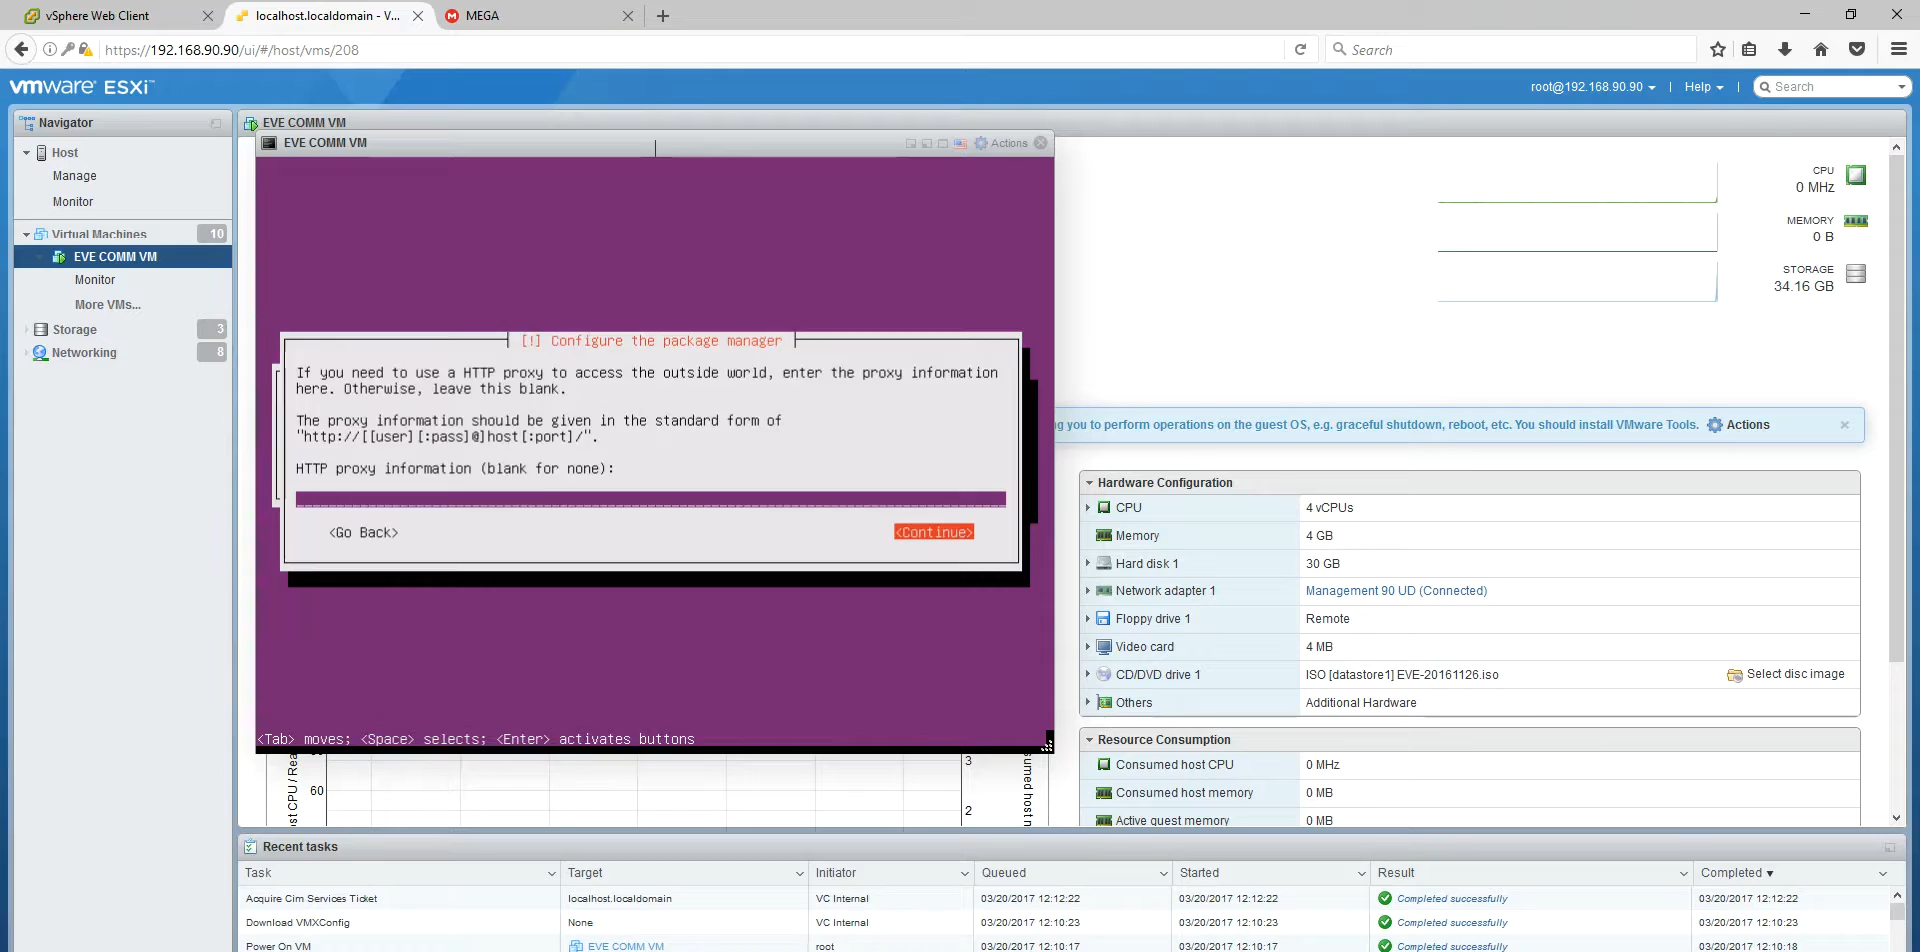 vSphere Web Client
localhost.localdomain - V...
MEGA
https://192.168.90.90/ui/#/host/vms/208
Search
vmware ESXi™
root@192.168.90.90
Help
Search
Navigator
Host
Manage
Monitor
Virtual Machines 10
EVE COMM VM
Monitor
More VMs...
Storage 3
Networking 8
EVE COMM VM
EVE COMM VM
Actions
[!] Configure the package manager
If you need to use a HTTP proxy to access the outside world, enter the proxy information
here. Otherwise, leave this blank.
The proxy information should be given in the standard form of
"http://[[user][:pass]@]host[:port]/".
HTTP proxy information (blank for none):
<Go Back>
<Continue>
<Tab> moves; <Space> selects; <Enter> activates buttons
CPU
0 MHz
MEMORY
0 B
STORAGE
34.16 GB
g you to perform operations on the guest OS, e.g. graceful shutdown, reboot, etc. You should install VMware Tools. Actions
Hardware Configuration
CPU 4 vCPUs
Memory 4 GB
Hard disk 1 30 GB
Network adapter 1 Management 90 UD (Connected)
Floppy drive 1 Remote
Video card 4 MB
CD/DVD drive 1 ISO [datastore1] EVE-20161126.iso Select disc image
Others Additional Hardware
Resource Consumption
Consumed host CPU 0 MHz
Consumed host memory 0 MB
Active guest memory 0 MB
st CPU / Rea
60
3
2
umed host
Recent tasks
Task Target Initiator Queued Started Result Completed ▼
Acquire Cim Services Ticket localhost.localdomain VC Internal 03/20/2017 12:12:22 03/20/2017 12:12:22 Completed successfully 03/20/2017 12:12:22
Download VMXConfig None VC Internal 03/20/2017 12:10:23 03/20/2017 12:10:23 Completed successfully 03/20/2017 12:10:23
Power On VM EVE COMM VM root 03/20/2017 12:10:17 03/20/2017 12:10:17 Completed successfully 03/20/2017 12:10:18